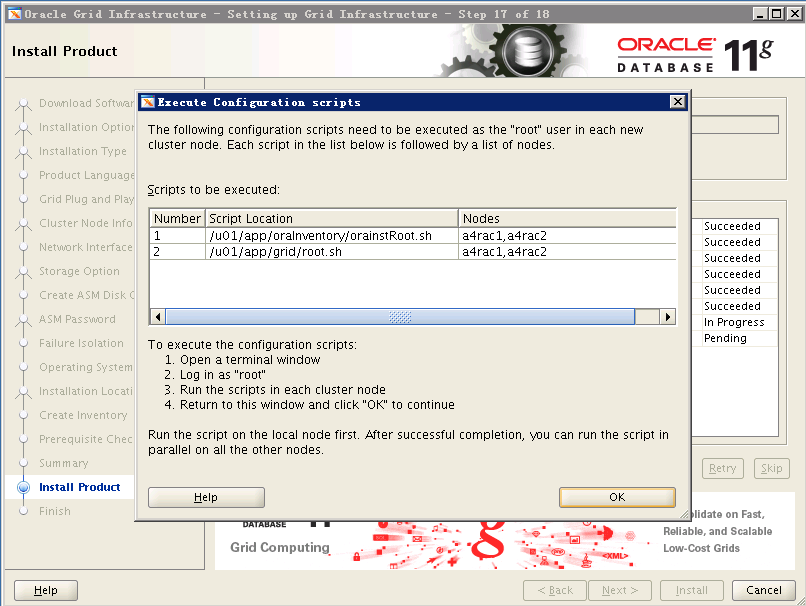 Oracle Grid Infrastructure - Setting up Grid Infrastructure - Step 17 of 18
Install Product
ORACLE
DATABASE
11g
Download Softwar
Installation Option
Installation Type
Product Language
Grid Plug and Play
Cluster Node Info
Network Interface
Storage Option
Create ASM Disk
ASM Password
Failure Isolation
Operating System
Installation Locati
Create Inventory
Prerequisite Chec
Summary
Install Product
Finish
Execute Configuration scripts
The following configuration scripts need to be executed as the "root" user in each new
cluster node. Each script in the list below is followed by a list of nodes.
Scripts to be executed:
Number Script Location Nodes
1 /u01/app/oraInventory/orainstRoot.sh a4rac1,a4rac2
2 /u01/app/grid/root.sh a4rac1,a4rac2
To execute the configuration scripts:
1. Open a terminal window
2. Log in as "root"
3. Run the scripts in each cluster node
4. Return to this window and click "OK" to continue
Run the script on the local node first. After successful completion, you can run the script in
parallel on all the other nodes.
Help
OK
Succeeded
Succeeded
Succeeded
Succeeded
Succeeded
Succeeded
In Progress
Pending
Retry
Skip
DATABASE
Grid Computing
<XML>
lidate on Fast,
Reliable, and Scalable
Low-Cost Grids
Help
< Back
Next >
Install
Cancel